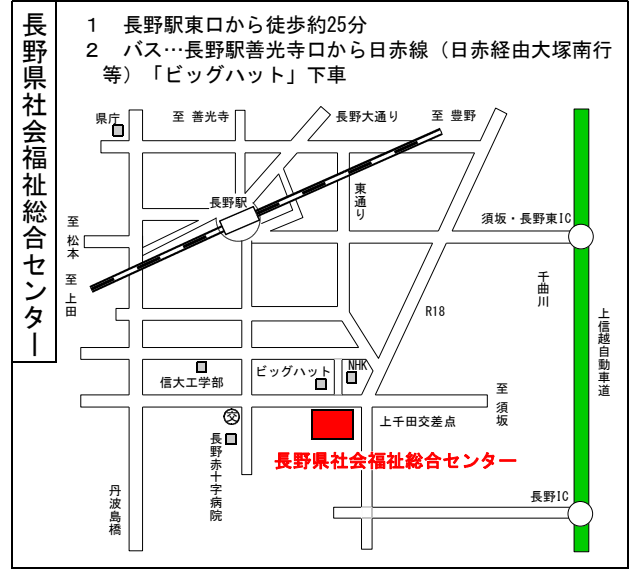 長野県社会福祉総合センター
1 長野駅東口から徒歩約25分
2 バス…長野駅善光寺口から日赤線（日赤経由大塚南行
等）「ビッグハット」下車
県庁
至 善光寺
長野大通り
至 豊野
長野駅
東通り
至 松本
須坂・長野東IC
至 上田
千曲川
R18
上信越自動車道
信大工学部
ビッグハット
NHK
至 須坂
交
上千田交差点
長野赤十字病院
長野県社会福祉総合センター
丹波島橋
長野IC